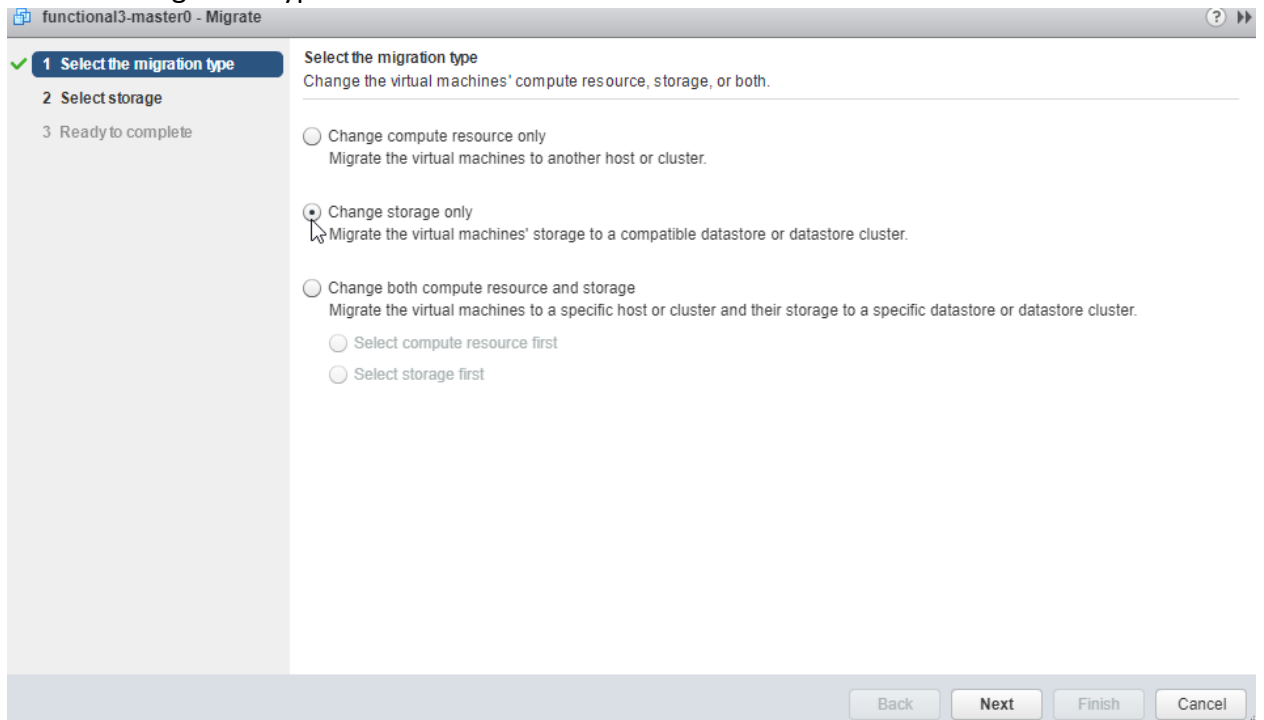 functional3-master0 - Migrate
1 Select the migration type
2 Select storage
3 Ready to complete
Select the migration type
Change the virtual machines' compute resource, storage, or both.
Change compute resource only
Migrate the virtual machines to another host or cluster.
Change storage only
Migrate the virtual machines' storage to a compatible datastore or datastore cluster.
Change both compute resource and storage
Migrate the virtual machines to a specific host or cluster and their storage to a specific datastore or datastore cluster.
Select compute resource first
Select storage first
Back Next Finish Cancel